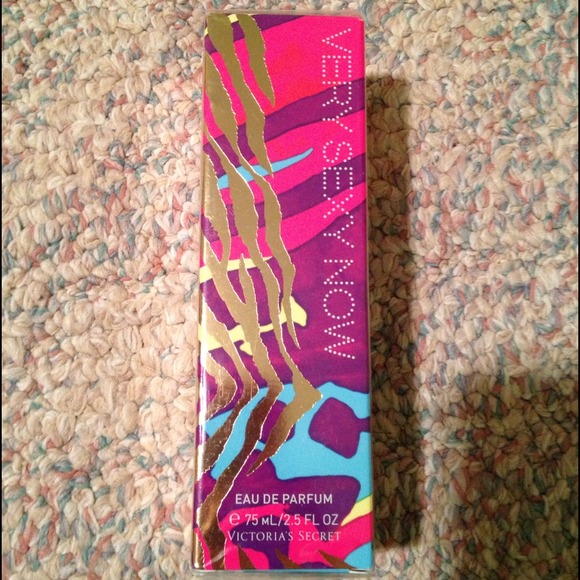 VERY SEXY NOW
EAU DE PARFUM
℮ 75 mL/2.5 FL OZ
VICTORIA'S SECRET